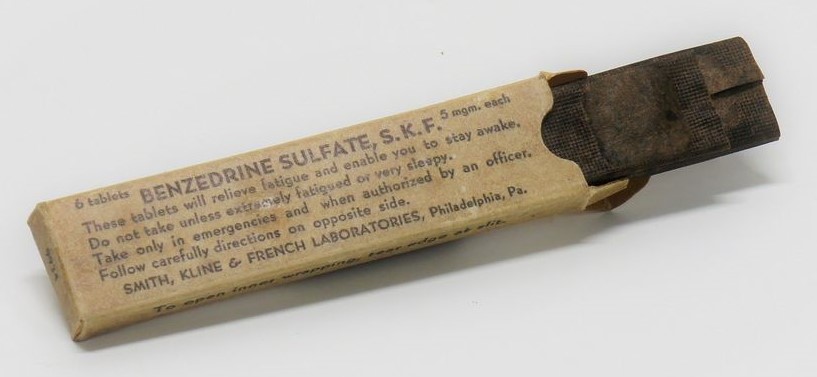 6 tablets BENZEDRINE SULFATE, S.K.F. 5 mgm. each
These tablets will relieve fatigue and enable you to stay awake.
Do not take unless extremely fatigued or very sleepy.
Take only in emergencies and when authorized by an officer.
Follow carefully directions on opposite side.
SMITH, KLINE & FRENCH LABORATORIES, Philadelphia, Pa.
To open inner wrapping, tear edge at slit.